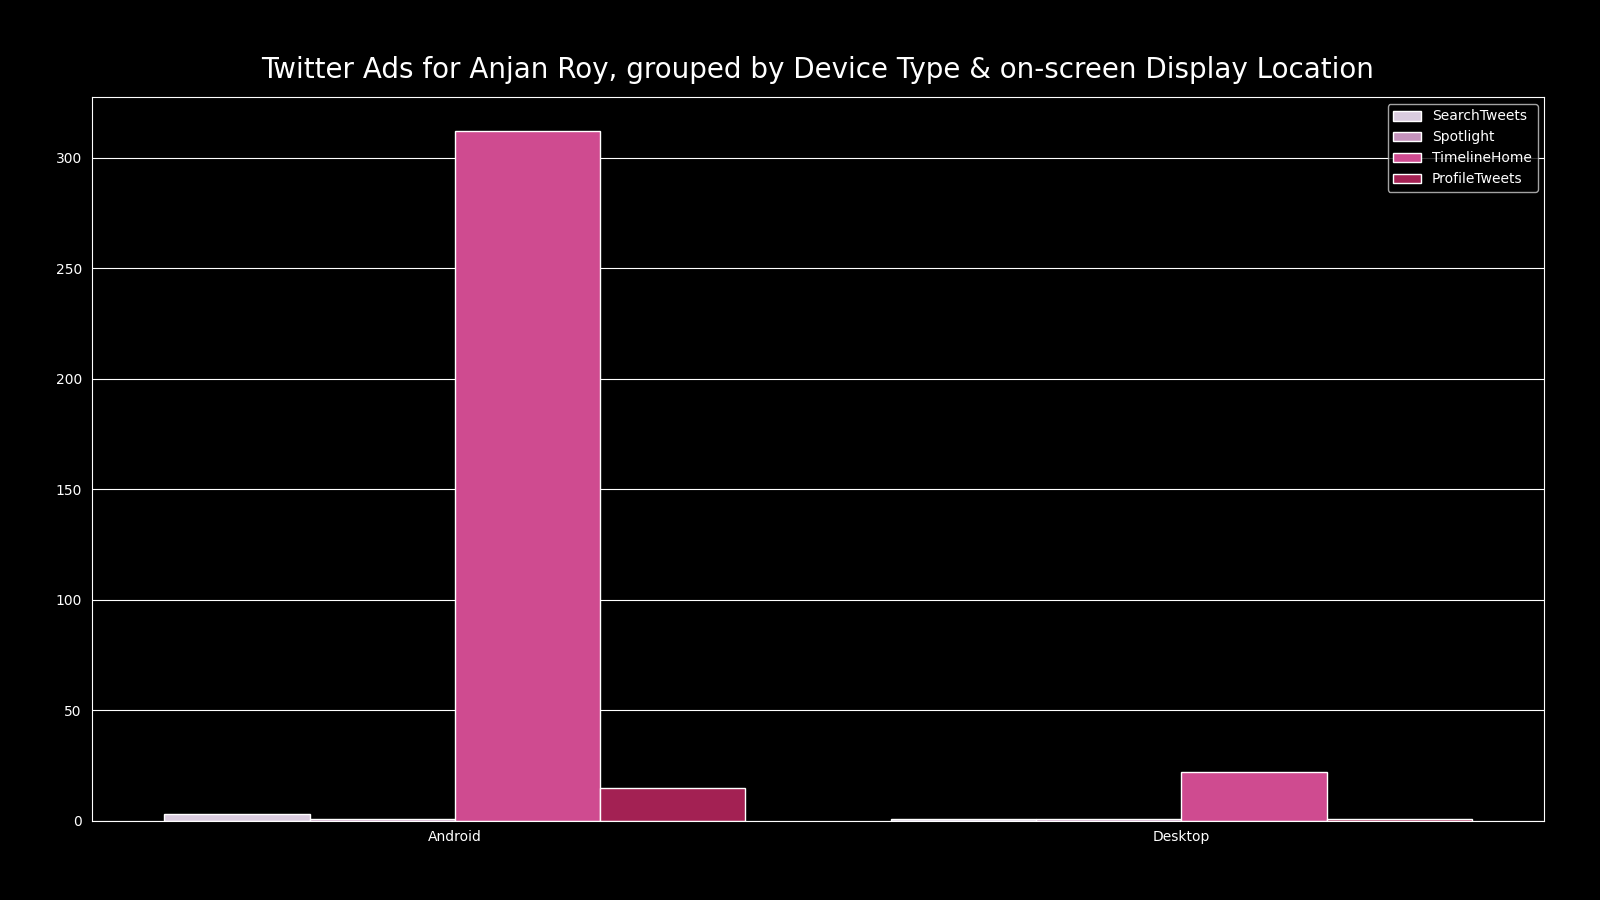 Twitter Ads for Anjan Roy, grouped by Device Type & on-screen Display Location
SearchTweets
Spotlight
TimelineHome
ProfileTweets
300
250
200
150
100
50
0
Android
Desktop